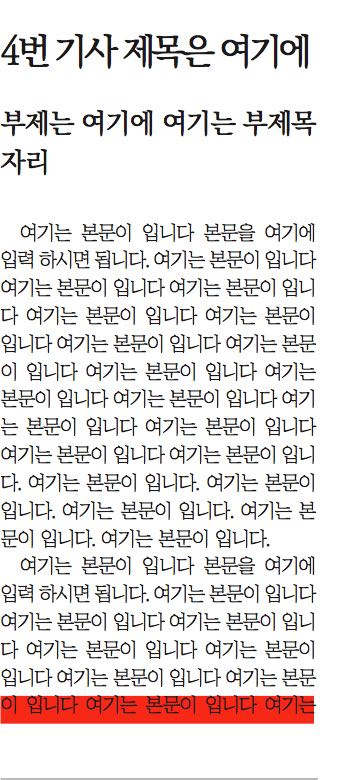 4번 기사 제목은 여기에
부제는 여기에 여기는 부제목
자리
여기는 본문이 입니다 본문을 여기에
입력 하시면 됩니다. 여기는 본문이 입니다
여기는 본문이 입니다 여기는 본문이 입니
다 여기는 본문이 입니다 여기는 본문이
입니다 여기는 본문이 입니다 여기는 본문
이 입니다 여기는 본문이 입니다 여기는
본문이 입니다 여기는 본문이 입니다 여기
는 본문이 입니다 여기는 본문이 입니다
여기는 본문이 입니다 여기는 본문이 입니
다. 여기는 본문이 입니다. 여기는 본문이
입니다. 여기는 본문이 입니다. 여기는 본
문이 입니다. 여기는 본문이 입니다.
여기는 본문이 입니다 본문을 여기에
입력 하시면 됩니다. 여기는 본문이 입니다
여기는 본문이 입니다 여기는 본문이 입니
다 여기는 본문이 입니다 여기는 본문이
입니다 여기는 본문이 입니다 여기는 본문
이 입니다 여기는 본문이 입니다 여기는